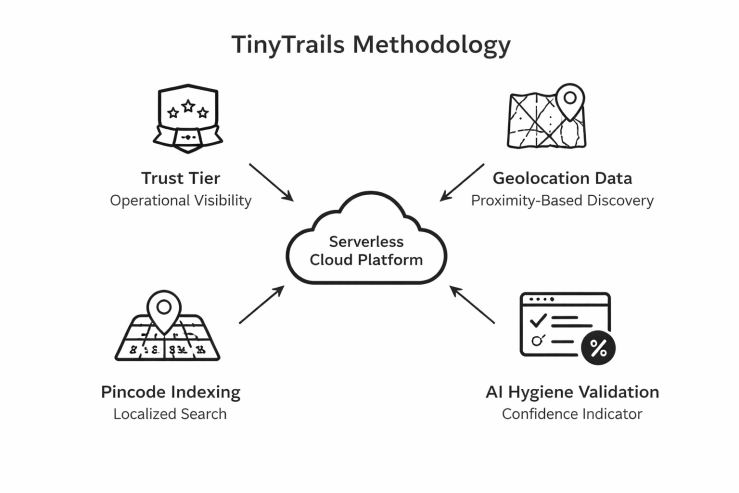 TinyTrails Methodology
Trust Tier
Operational Visibility
Geolocation Data
Proximity-Based Discovery
Serverless
Cloud Platform
Pincode Indexing
Localized Search
%
AI Hygiene Validation
Confidence Indicator